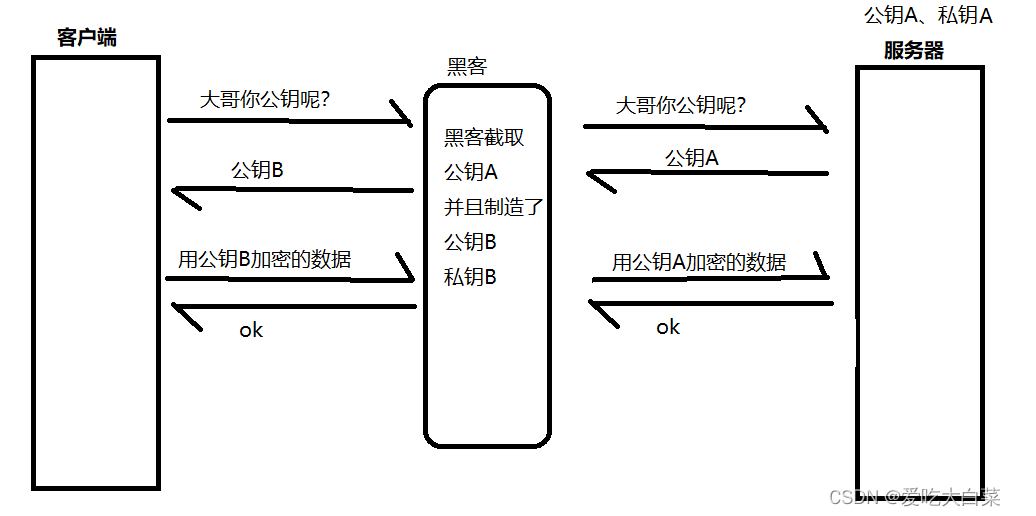 公钥A、私钥A
客户端
服务器
黑客
大哥你公钥呢？
大哥你公钥呢？
黑客截取
公钥A
并且制造了
公钥B
私钥B
公钥B
公钥A
用公钥B加密的数据
用公钥A加密的数据
ok
ok
CSDN @爱吃大白菜